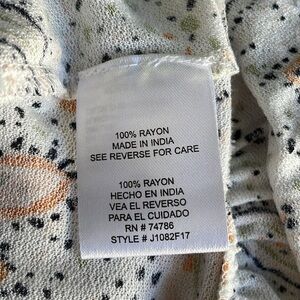 100% RAYON
MADE IN INDIA
SEE REVERSE FOR CARE
100% RAYON
HECHO EN INDIA
VEA EL REVERSO
PARA EL CUIDADO
RN # 74786
STYLE # J1082F17